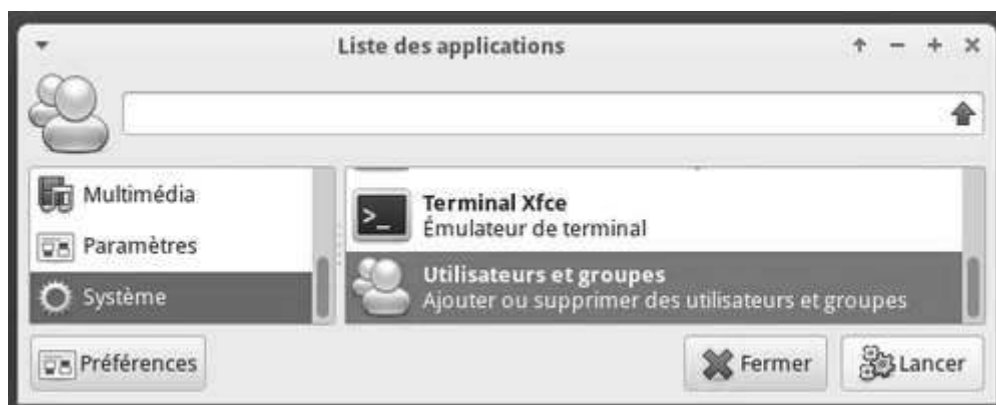 Liste des applications
Multimédia
Paramètres
Système
Terminal Xfce
Émulateur de terminal
Utilisateurs et groupes
Ajouter ou supprimer des utilisateurs et groupes
Préférences
Fermer
Lancer